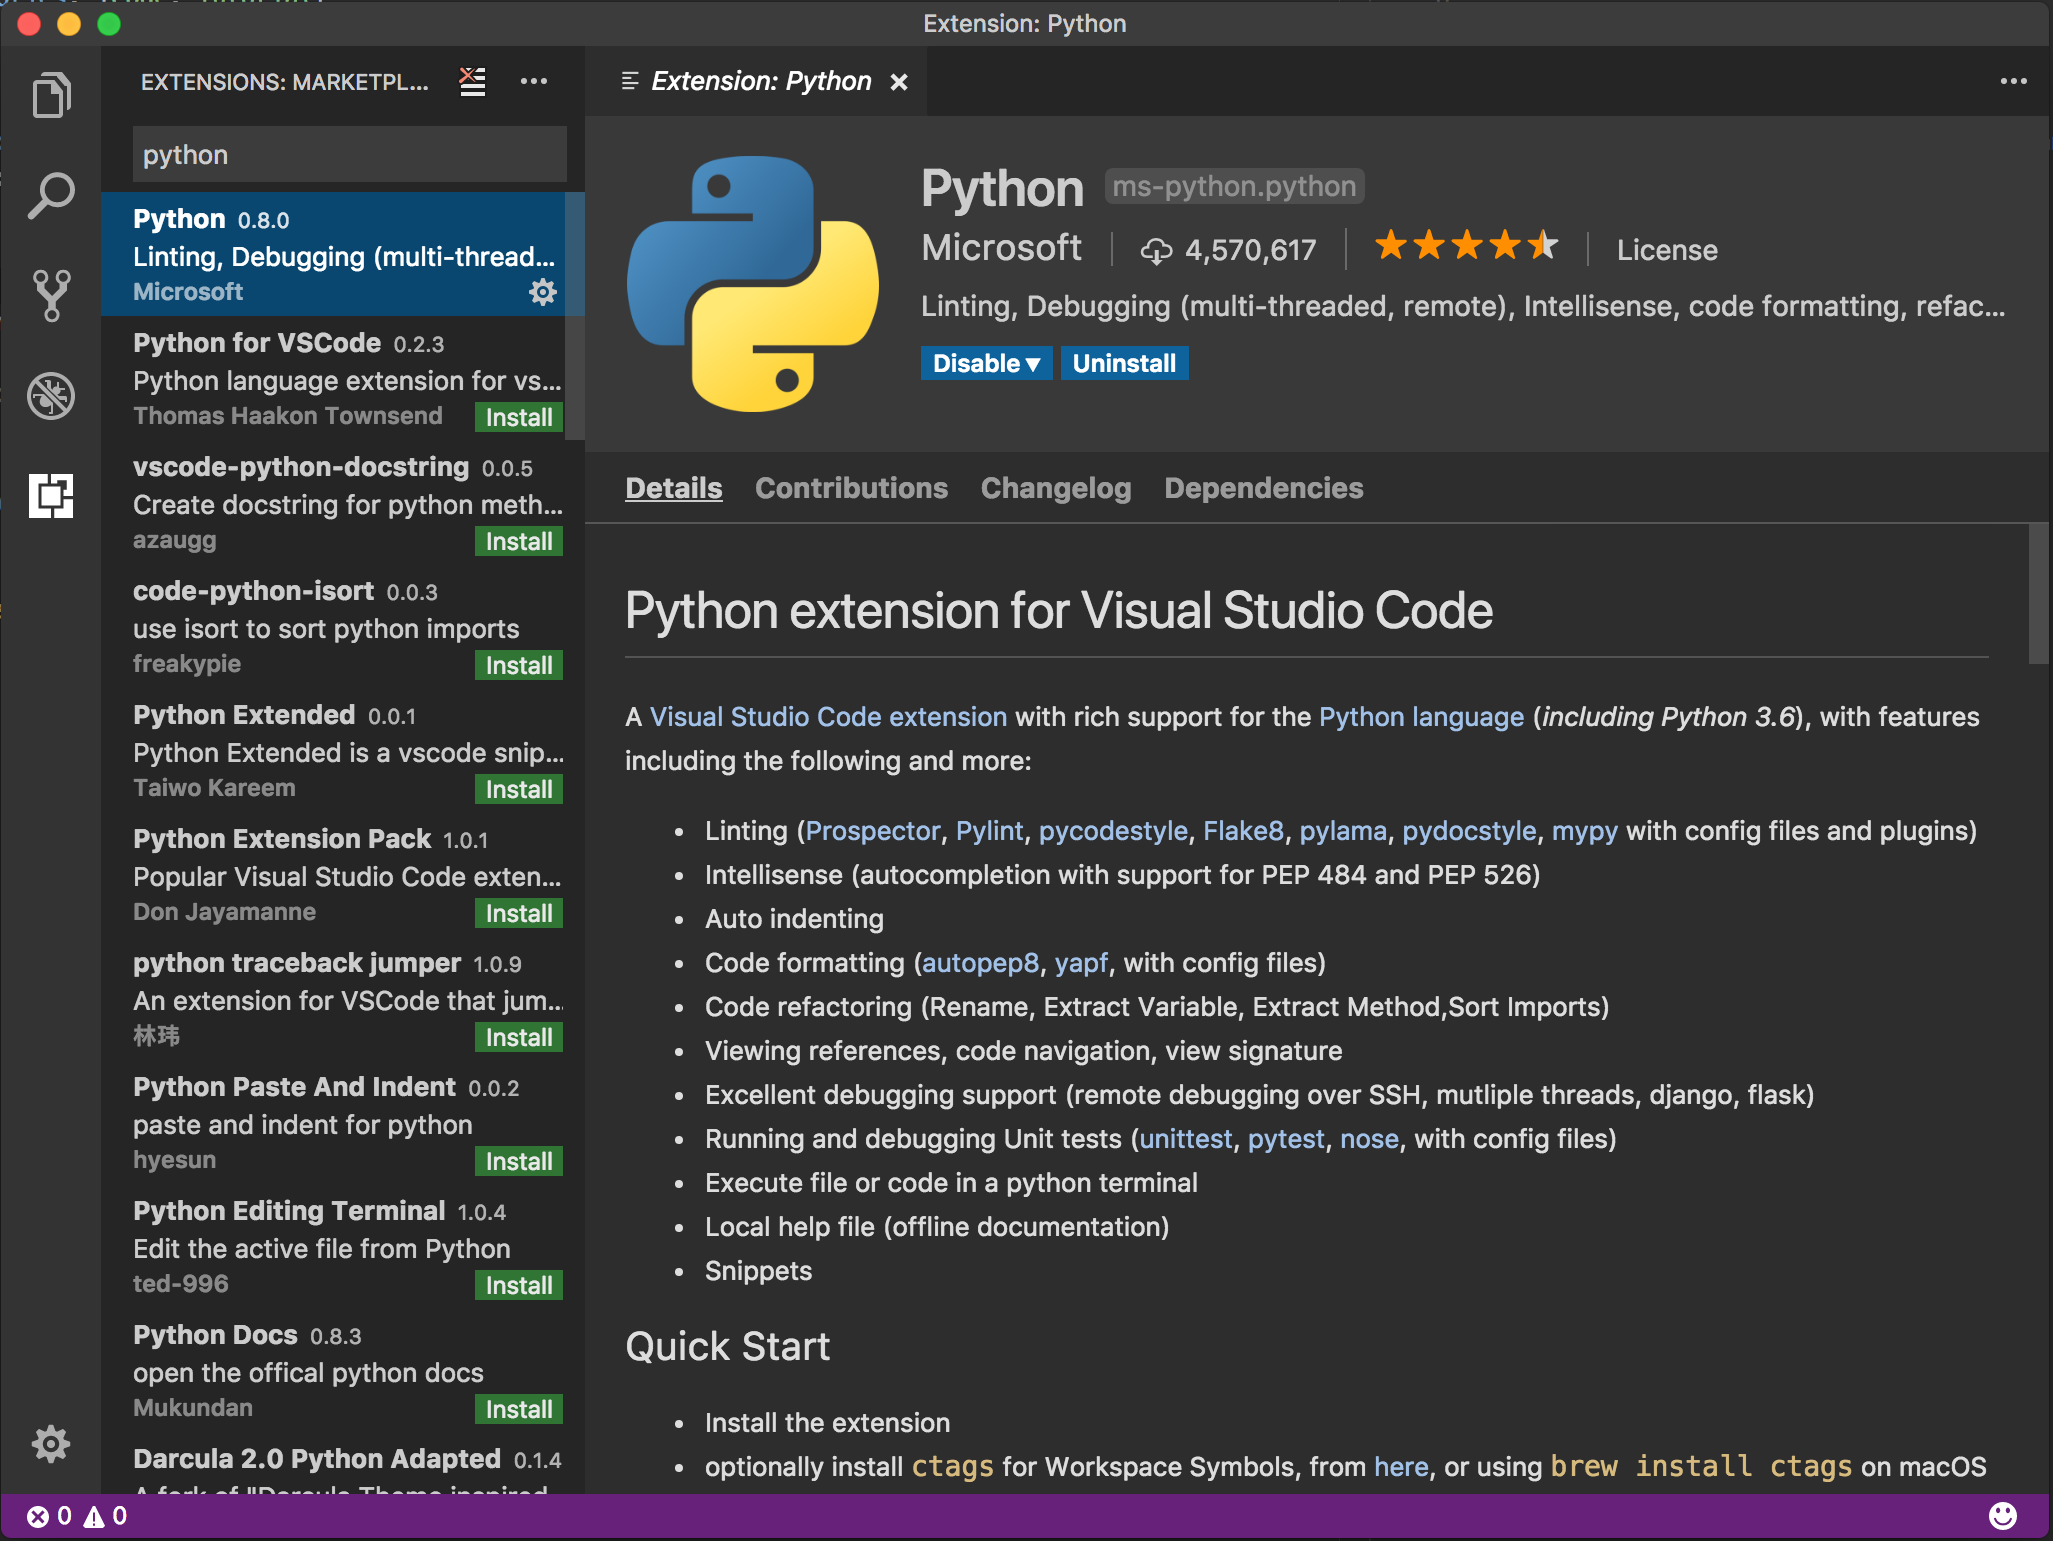 Extension: Python
EXTENSIONS: MARKETPL...
python
Python 0.8.0
Linting, Debugging (multi-thread...
Microsoft
Python for VSCode 0.2.3
Python language extension for vs...
Thomas Haakon Townsend Install
vscode-python-docstring 0.0.5
Create docstring for python meth...
azaugg Install
code-python-isort 0.0.3
use isort to sort python imports
freakypie Install
Python Extended 0.0.1
Python Extended is a vscode snip...
Taiwo Kareem Install
Python Extension Pack 1.0.1
Popular Visual Studio Code exten...
Don Jayamanne Install
python traceback jumper 1.0.9
An extension for VSCode that jum...
林玮 Install
Python Paste And Indent 0.0.2
paste and indent for python
hyesun Install
Python Editing Terminal 1.0.4
Edit the active file from Python
ted-996 Install
Python Docs 0.8.3
open the offical python docs
Mukundan Install
Darcula 2.0 Python Adapted 0.1.4
Extension: Python
Python ms-python.python
Microsoft 4,570,617 License
Linting, Debugging (multi-threaded, remote), Intellisense, code formatting, refac...
Disable▼ Uninstall
Details Contributions Changelog Dependencies
Python extension for Visual Studio Code
A Visual Studio Code extension with rich support for the Python language (including Python 3.6), with features
including the following and more:
• Linting (Prospector, Pylint, pycodestyle, Flake8, pylama, pydocstyle, mypy with config files and plugins)
• Intellisense (autocompletion with support for PEP 484 and PEP 526)
• Auto indenting
• Code formatting (autopep8, yapf, with config files)
• Code refactoring (Rename, Extract Variable, Extract Method,Sort Imports)
• Viewing references, code navigation, view signature
• Excellent debugging support (remote debugging over SSH, mutliple threads, django, flask)
• Running and debugging Unit tests (unittest, pytest, nose, with config files)
• Execute file or code in a python terminal
• Local help file (offline documentation)
• Snippets
Quick Start
• Install the extension
• optionally install ctags for Workspace Symbols, from here, or using brew install ctags on macOS
0 0